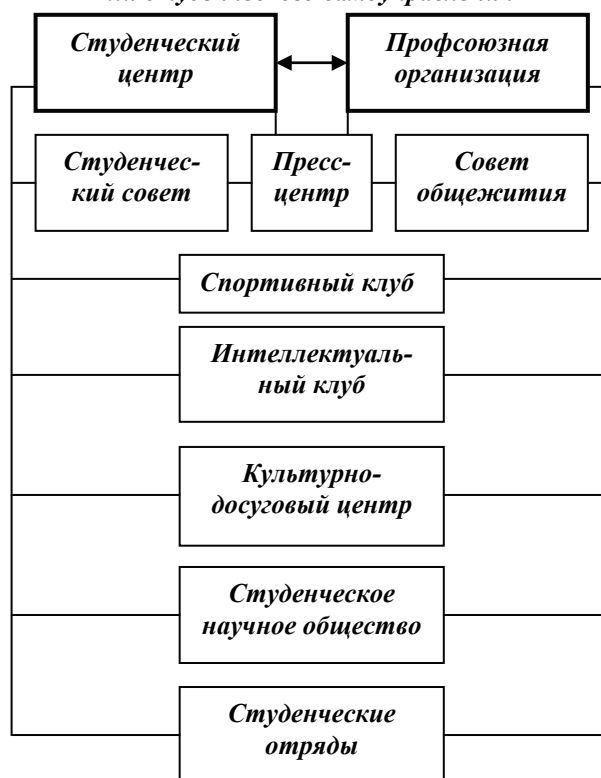 Студенческий
центр
Профсоюзная
организация
Студенчес-
кий совет
Пресс-
центр
Совет
общежития
Спортивный клуб
Интеллектуаль-
ный клуб
Культурно-
досуговый центр
Студенческое
научное общество
Студенческие
отряды